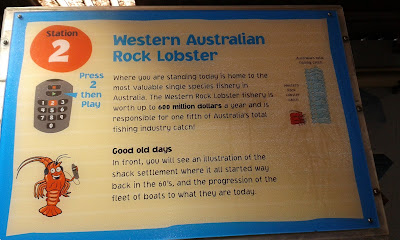 Station
2
Western Australian
Rock Lobster
Press
2
then
Play
Where you are standing today is home to the
most valuable single species fishery in
Australia. The Western Rock Lobster fishery is
worth up to 400 million dollars a year and is
responsible for one fifth of Australia's total
fishing industry catch!
Good old days
In front, you will see an illustration of the
shack settlement where it all started way
back in the 60's, and the progression of the
fleet of boats to what they are today.